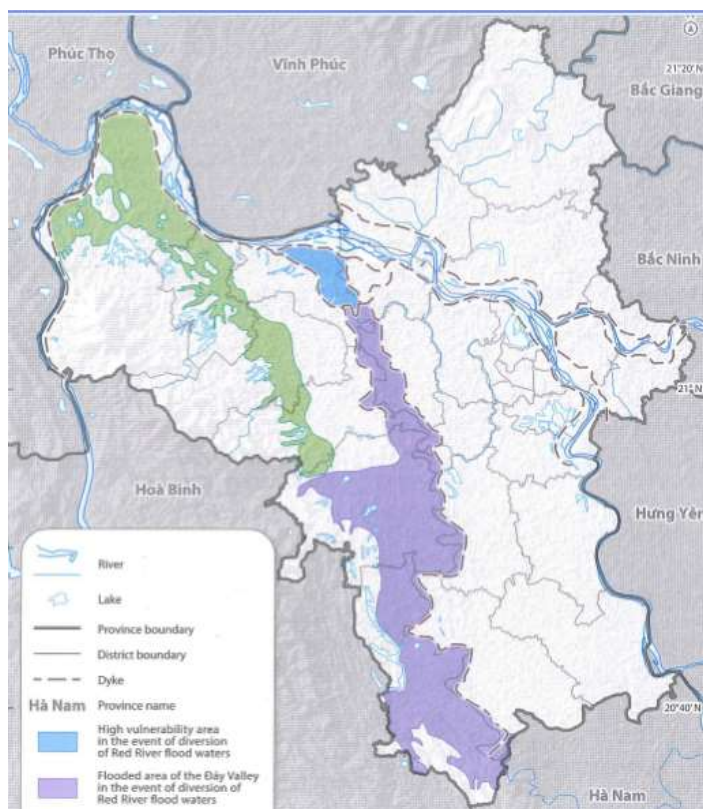 Phúc Thọ
Vĩnh Phúc
21°20'N
Bắc Giang
Bắc Ninh
21°N
Hoà Bình
Hưng Yên
River
Lake
Province boundary
District boundary
Dyke
Hà Nam
Province name
20°40'N
High vulnerability area
in the event of diversion
of Red River flood waters
Flooded area of the Đáy Valley
in the event of diversion of
Red River flood waters
Hà Nam